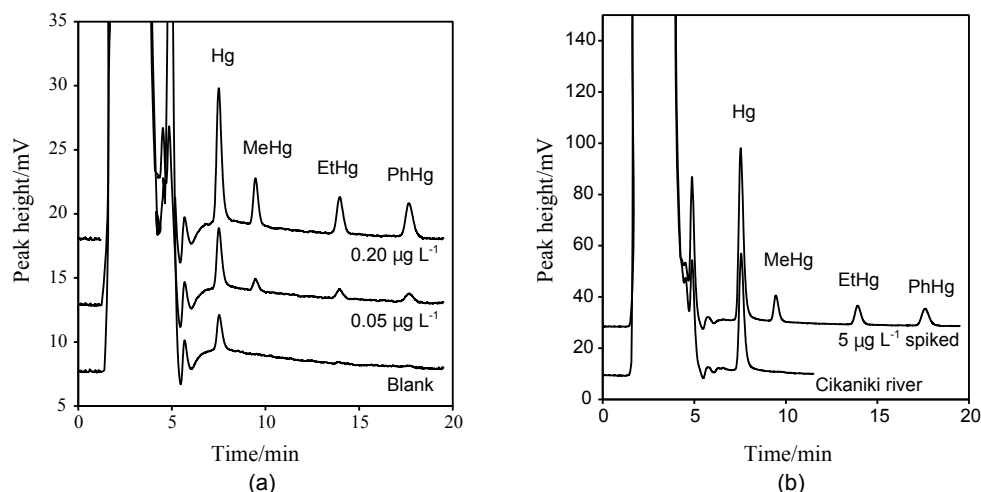 35
30
25
20
15
10
5
Peak height/mV
Hg
MeHg
EtHg
PhHg
0.20 µg L⁻¹
0.05 µg L⁻¹
Blank
0 5 10 15 20
Time/min
(a)
140
120
100
80
60
40
20
0
Peak height/mV
Hg
MeHg
EtHg
PhHg
5 µg L⁻¹ spiked
Cikaniki river
0 5 10 15 20
Time/min
(b)